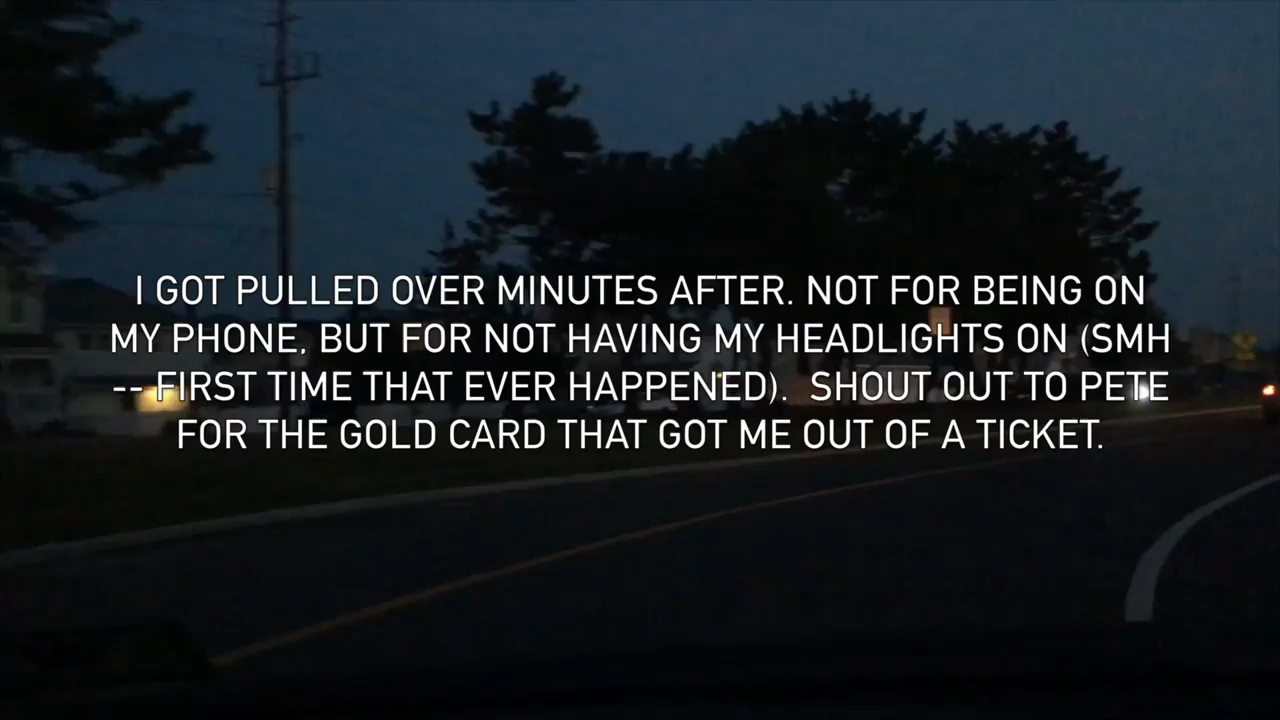 I GOT PULLED OVER MINUTES AFTER. NOT FOR BEING ON
MY PHONE, BUT FOR NOT HAVING MY HEADLIGHTS ON (SMH
-- FIRST TIME THAT EVER HAPPENED).  SHOUT OUT TO PETE
FOR THE GOLD CARD THAT GOT ME OUT OF A TICKET.